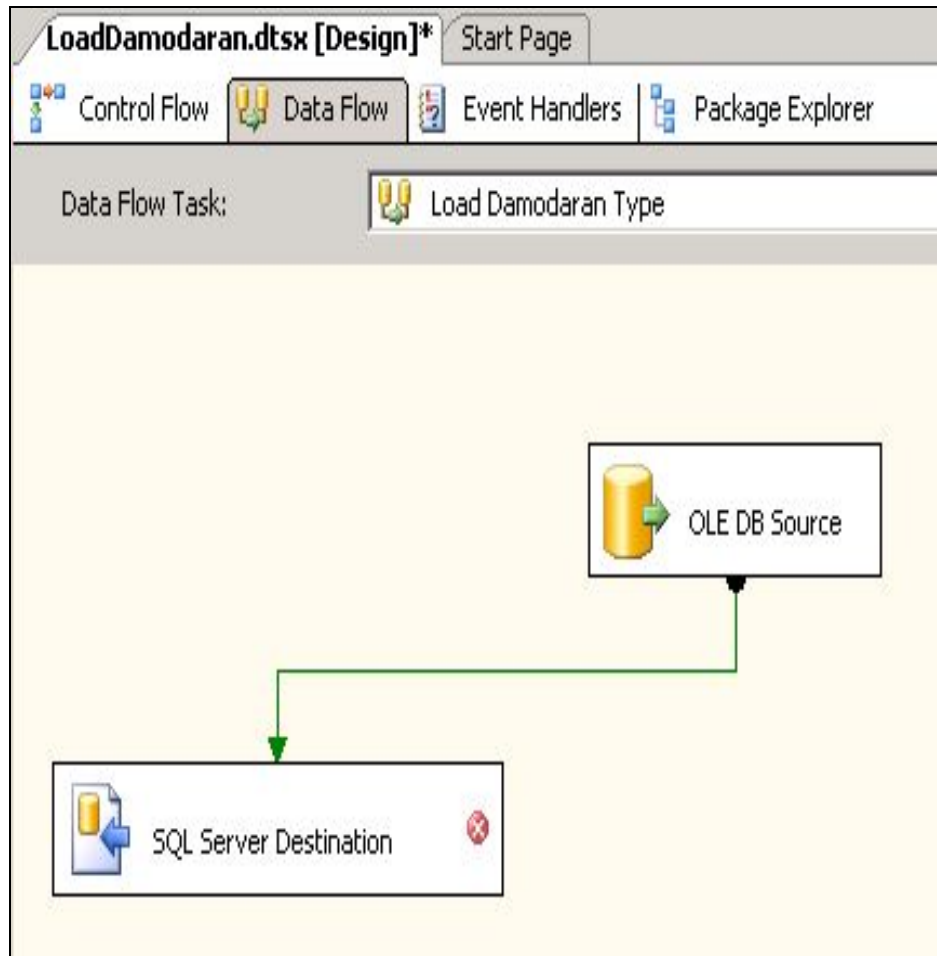 LoadDamodaran.dtsx [Design]* Start Page
Control Flow Data Flow Event Handlers Package Explorer
Data Flow Task: Load Damodaran Type
OLE DB Source
SQL Server Destination